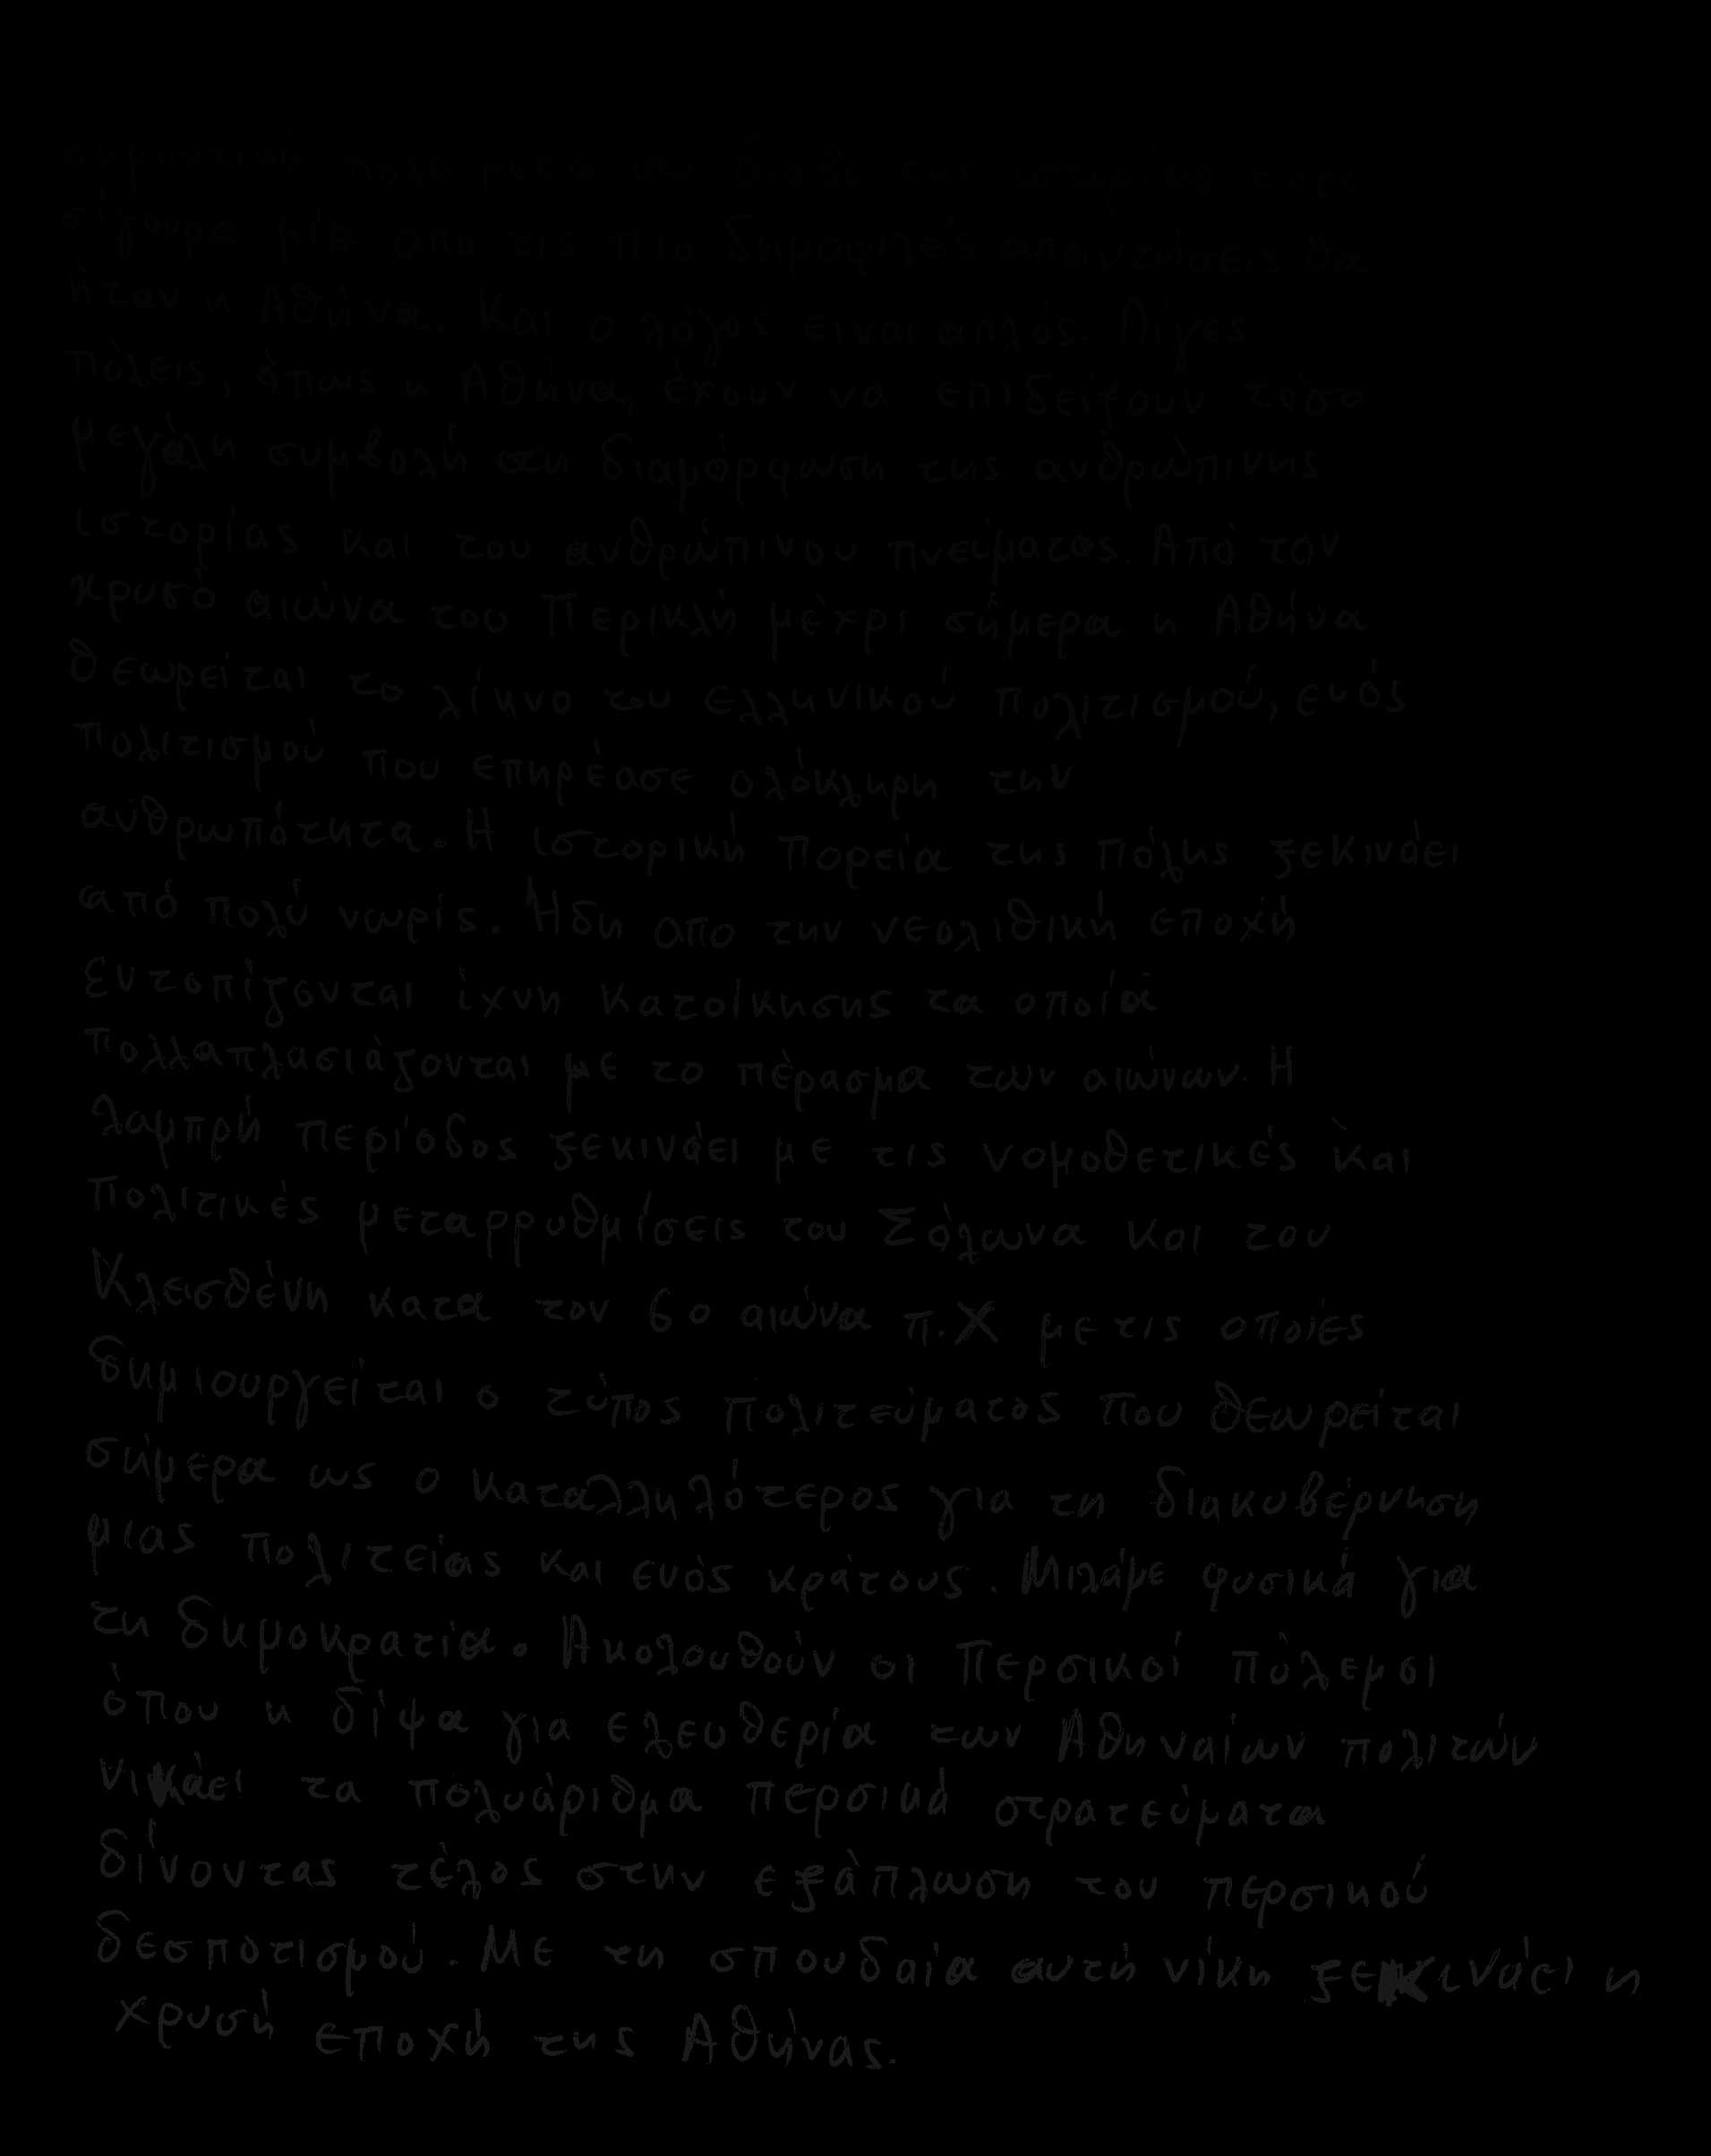 σημαντική πόλη μέσα στο διάβα της ιστορίας τότε
σίγουρα μία απο τις πιο δημοφιλείς απαντήσεις θα
ήταν η Αθήνα. Και ο λόγος είναι απλός. Λίγες
πόλεις, όπως η Αθήνα, έχουν να επιδείξουν τόσο
μεγάλη συμβολή στη διαμόρφωση της ανθρώπινης
ιστορίας και του ανθρώπινου πνεύματος. Από τον
χρυσό αιώνα του Περικλή μέχρι σήμερα η Αθήνα
θεωρείται το λίκνο του ελληνικού πολιτισμού, ενός
πολιτισμού που επηρέασε ολόκληρη την
ανθρωπότητα. Η ιστορική πορεία της πόλης ξεκινάει
από πολύ νωρίς. Ήδη απο την νεολιθική εποχή
εντοπίζονται ίχνη κατοίκησης τα οποία
πολλαπλασιάζονται με το πέρασμα των αιώνων. Η
λαμπρή περίοδος ξεκινάει με τις νομοθετικές και
πολιτικές μεταρρυθμίσεις του Σόλωνα και του
Κλεισθένη κατα τον 6ο αιώνα π.Χ με τις οποίες
δημιουργείται ο τύπος πολιτεύματος που θεωρείται
σήμερα ως ο καταλληλότερος για τη διακυβέρνηση
μιας πολιτείας και ενός κράτους. Μιλάμε φυσικά για
τη δημοκρατία. Ακολουθούν οι Περσικοί πόλεμοι
όπου η δίψα για ελευθερία των Αθηναίων πολιτών
νικάει τα πολυάριθμα περσικά στρατεύματα
δίνοντας τέλος στην εξάπλωση του περσικού
δεσποτισμού. Με τη σπουδαία αυτή νίκη ξεκινάει η
χρυσή εποχή της Αθήνας.